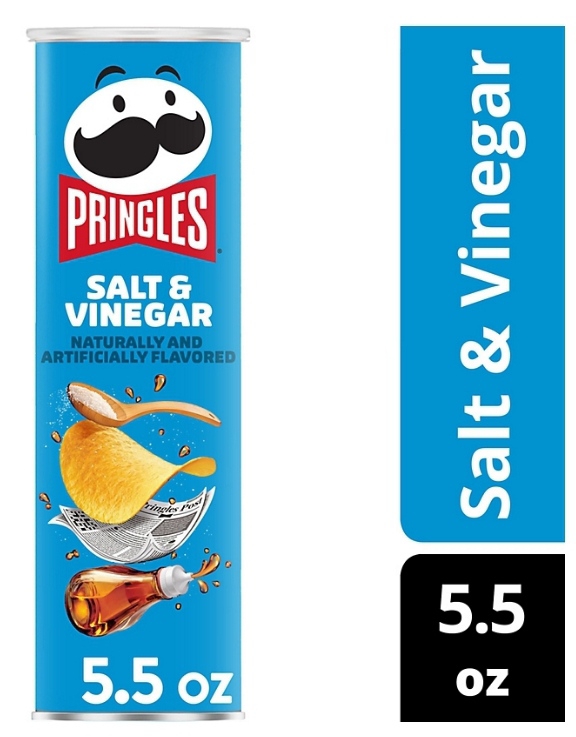 PRINGLES
SALT &
VINEGAR
NATURALLY AND
ARTIFICIALLY FLAVORED
Pringles Post
5.5 OZ
Salt & Vinegar
5.5
oz